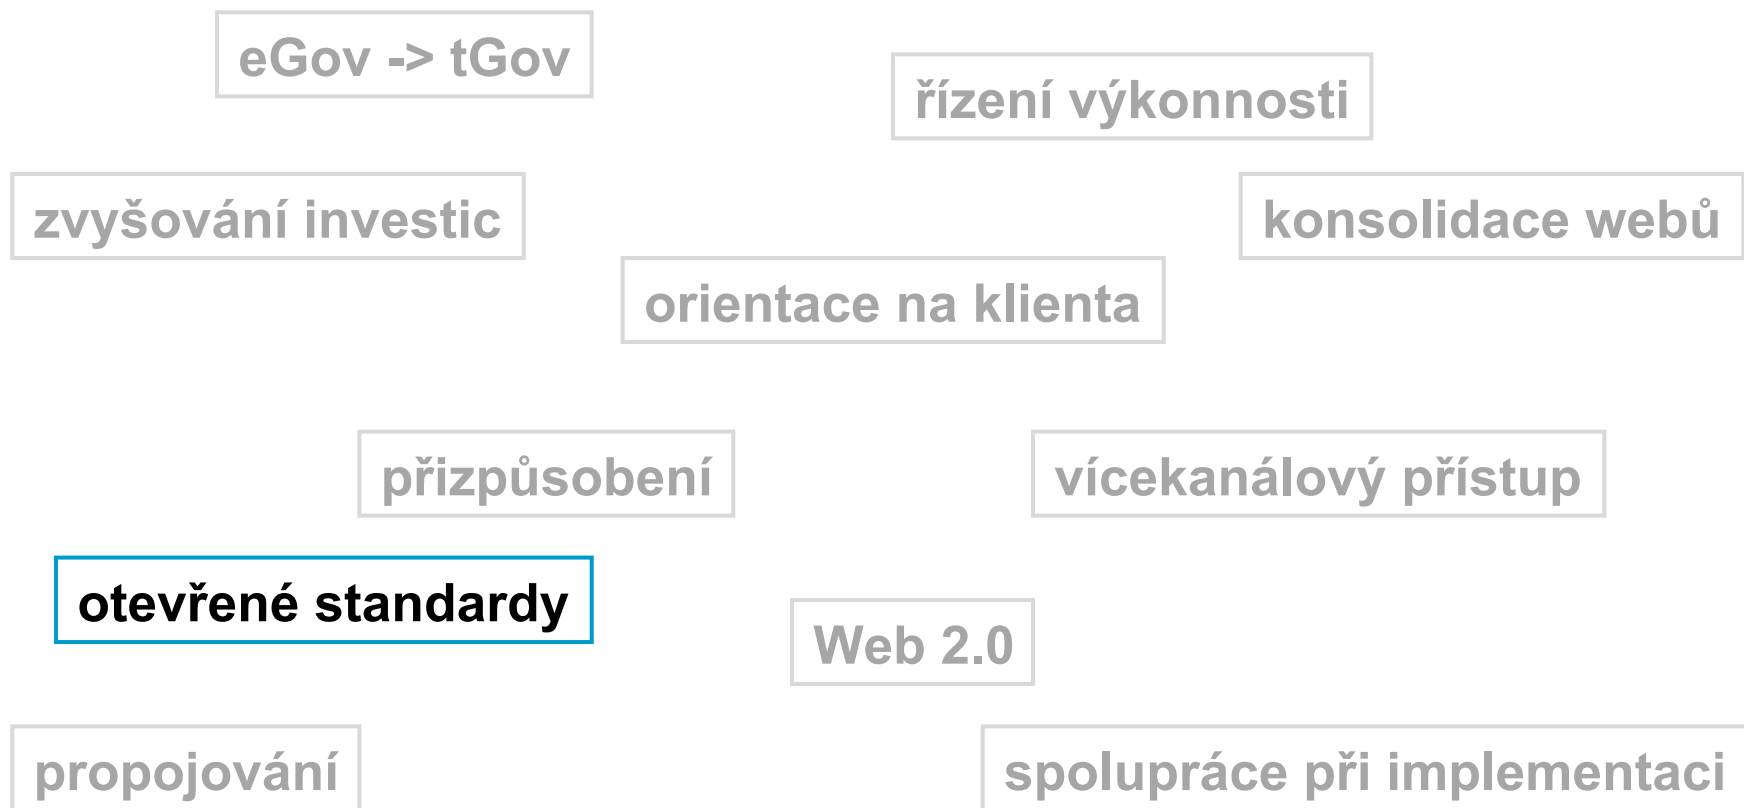 eGov -> tGov
řízení výkonnosti
zvyšování investic
konsolidace webů
orientace na klienta
přizpůsobení
vícekanálový přístup
otevřené standardy
Web 2.0
propojování
spolupráce při implementaci